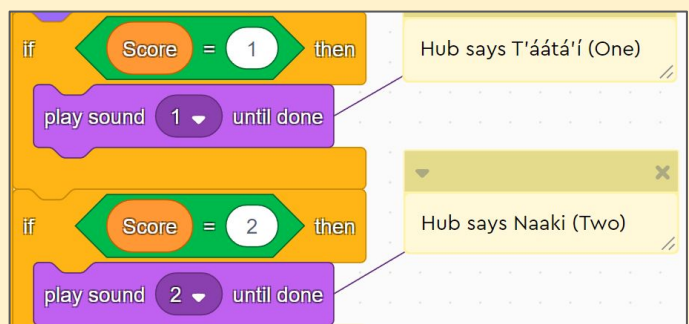 if Score = 1 then
Hub says T'áátá'í (One)
play sound 1 until done
if Score = 2 then
Hub says Naaki (Two)
play sound 2 until done